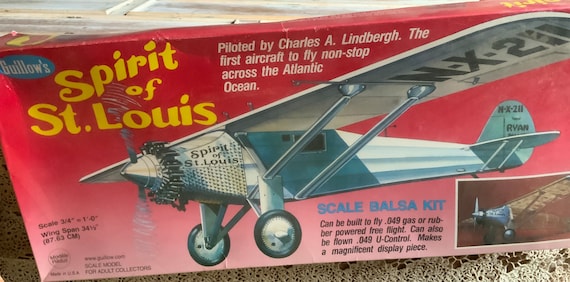 Guillow's
Spirit
of
St. Louis
Piloted by Charles A. Lindbergh. The
first aircraft to fly non-stop
across the Atlantic
Ocean.
N-X-211
N-X-211
RYAN
Spirit
of
St. Louis
Scale 3/4" = 1'-0"
Wing Span 34½"
(87.63 CM)
SCALE BALSA KIT
Can be built to fly .049 gas or rub-
ber powered free flight. Can also
be flown .049 U-Control. Makes
a magnificent display piece.
www.guillow.com
SCALE MODEL
FOR ADULT COLLECTORS
Made in U.S.A.